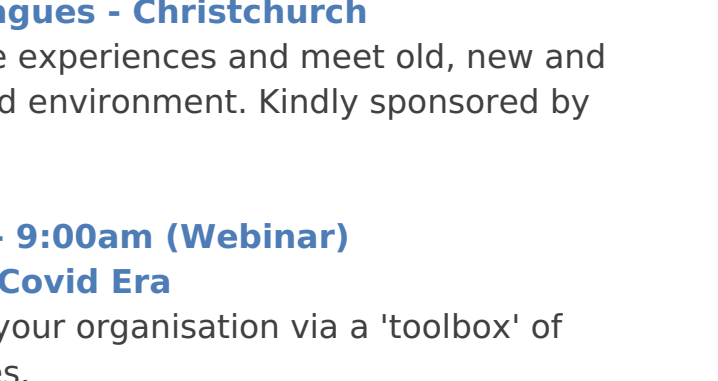 agues - Christchurch
e experiences and meet old, new and
d environment. Kindly sponsored by
- 9:00am (Webinar)
Covid Era
your organisation via a 'toolbox' of
es.